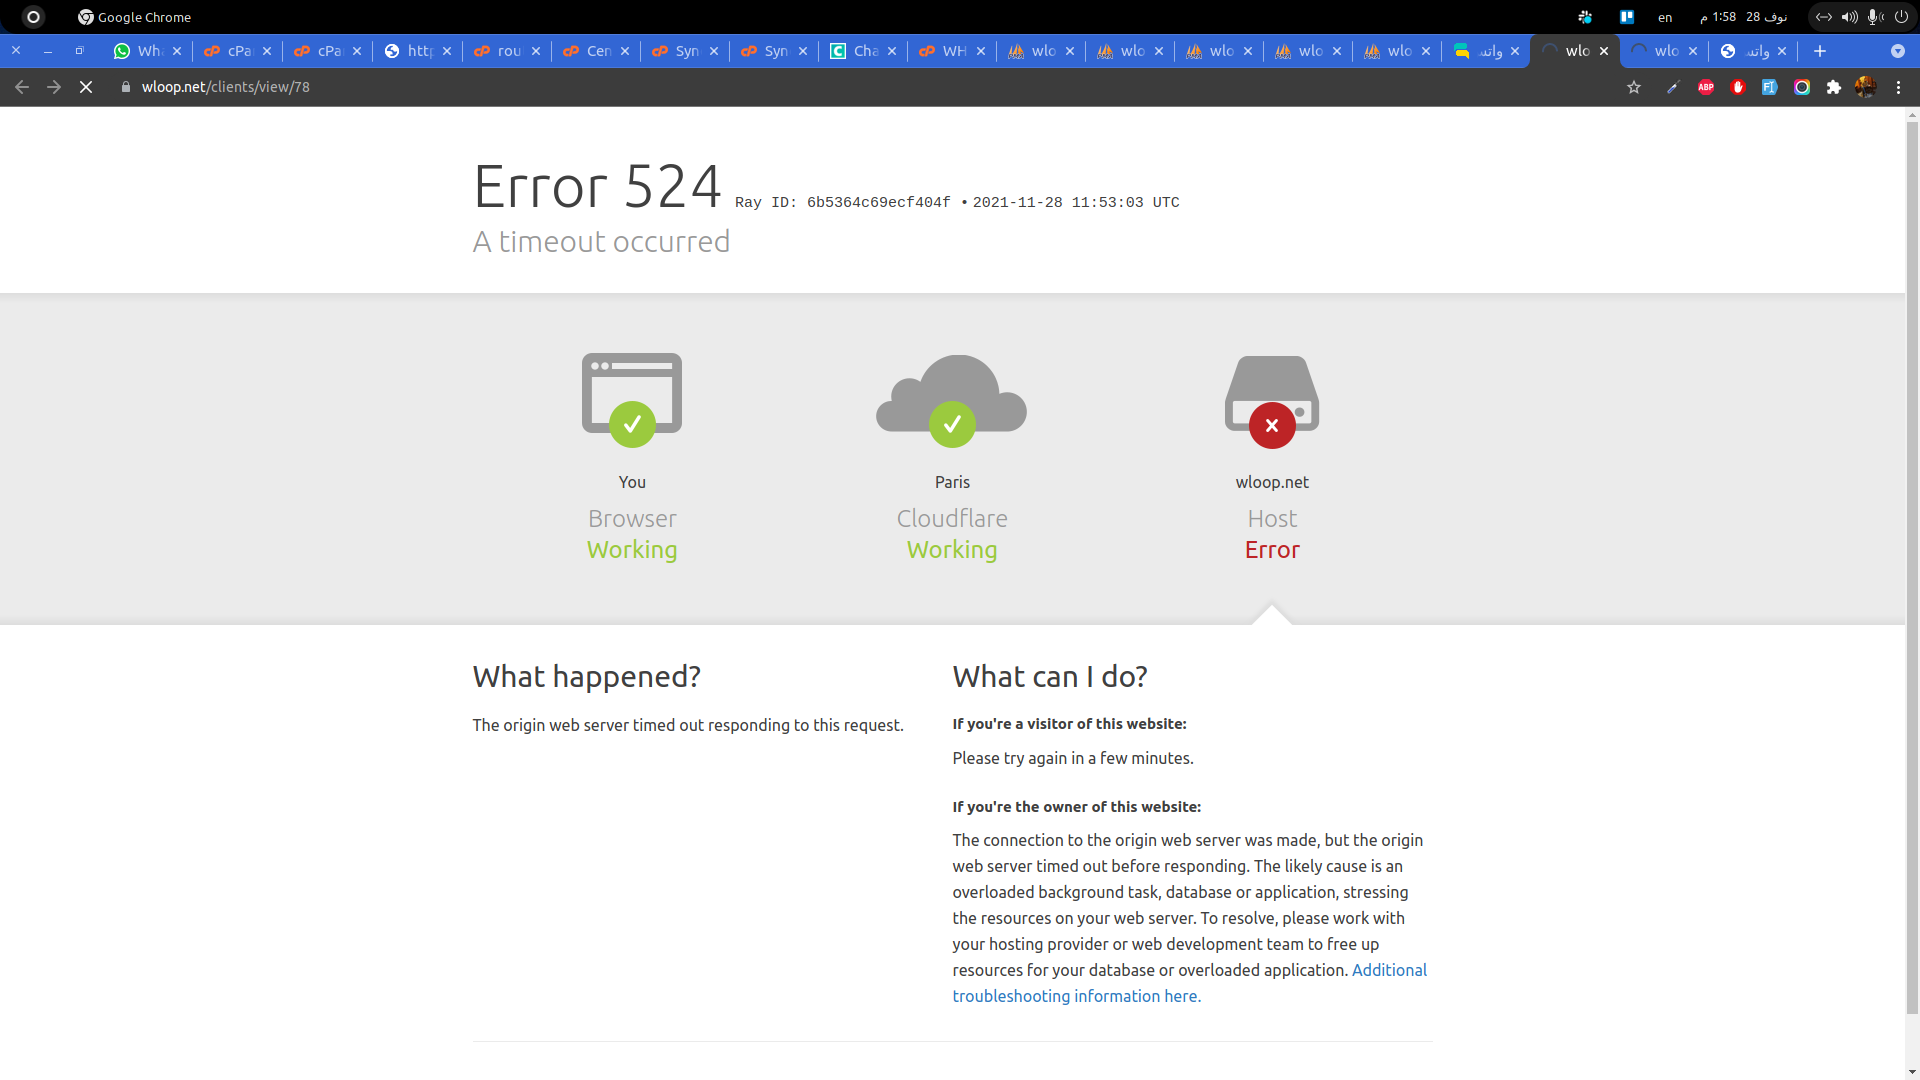 Google Chrome
en
نوف 28 1:58 م
Wha
cPa
cPa
http
rou
Cen
Syn
Syn
Cha
WH
wlo
wlo
wlo
wlo
wlo
واتس
wlo
wlo
واتس
wloop.net/clients/view/78
ABP
Error 524 Ray ID: 6b5364c69ecf404f • 2021-11-28 11:53:03 UTC
A timeout occurred
You
Browser
Working
Paris
Cloudflare
Working
wloop.net
Host
Error
What happened?
The origin web server timed out responding to this request.
What can I do?
If you're a visitor of this website:
Please try again in a few minutes.
If you're the owner of this website:
The connection to the origin web server was made, but the origin
web server timed out before responding. The likely cause is an
overloaded background task, database or application, stressing
the resources on your web server. To resolve, please work with
your hosting provider or web development team to free up
resources for your database or overloaded application. Additional
troubleshooting information here.